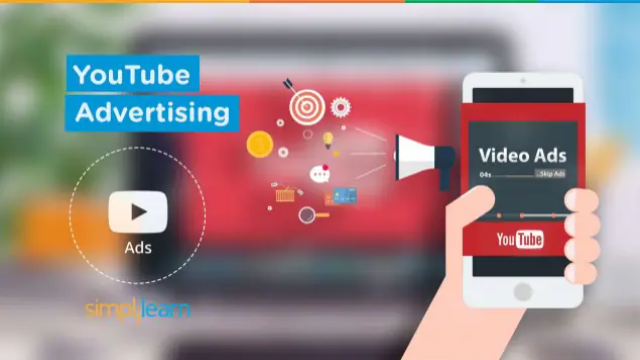 YouTube
Advertising
Ads
simplilearn
Video Ads
04s
Skip Ads
YouTube